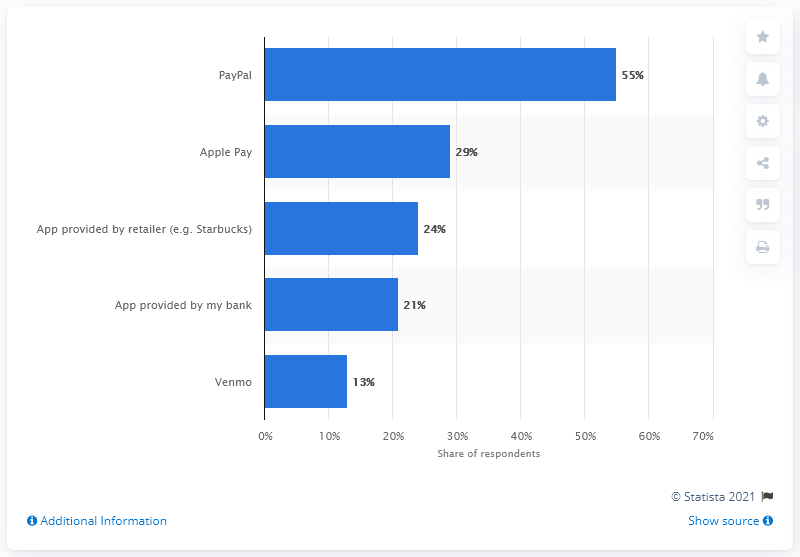 PayPal
55%
Apple Pay
29%
App provided by retailer (e.g. Starbucks)
24%
App provided by my bank
21%
Venmo
13%
0% 10% 20% 30% 40% 50% 60% 70%
Share of respondents
© Statista 2021
Additional Information
Show source